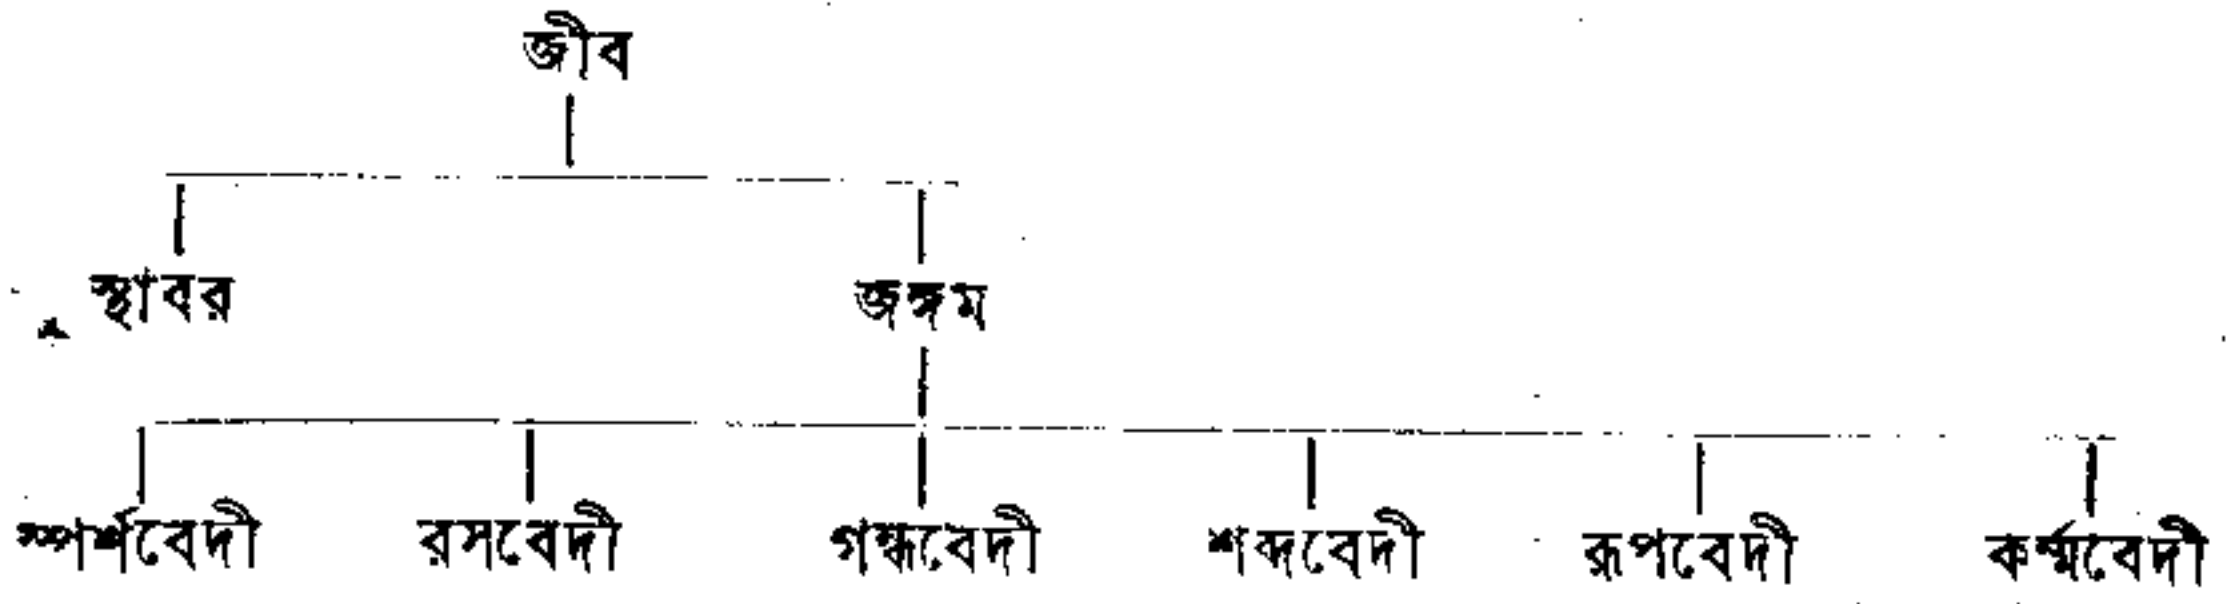 জীব
স্থাবর জঙ্গম
স্পর্শবেদী রসবেদী গন্ধবেদী শব্দবেদী রূপবেদী কর্ম্মবেদী